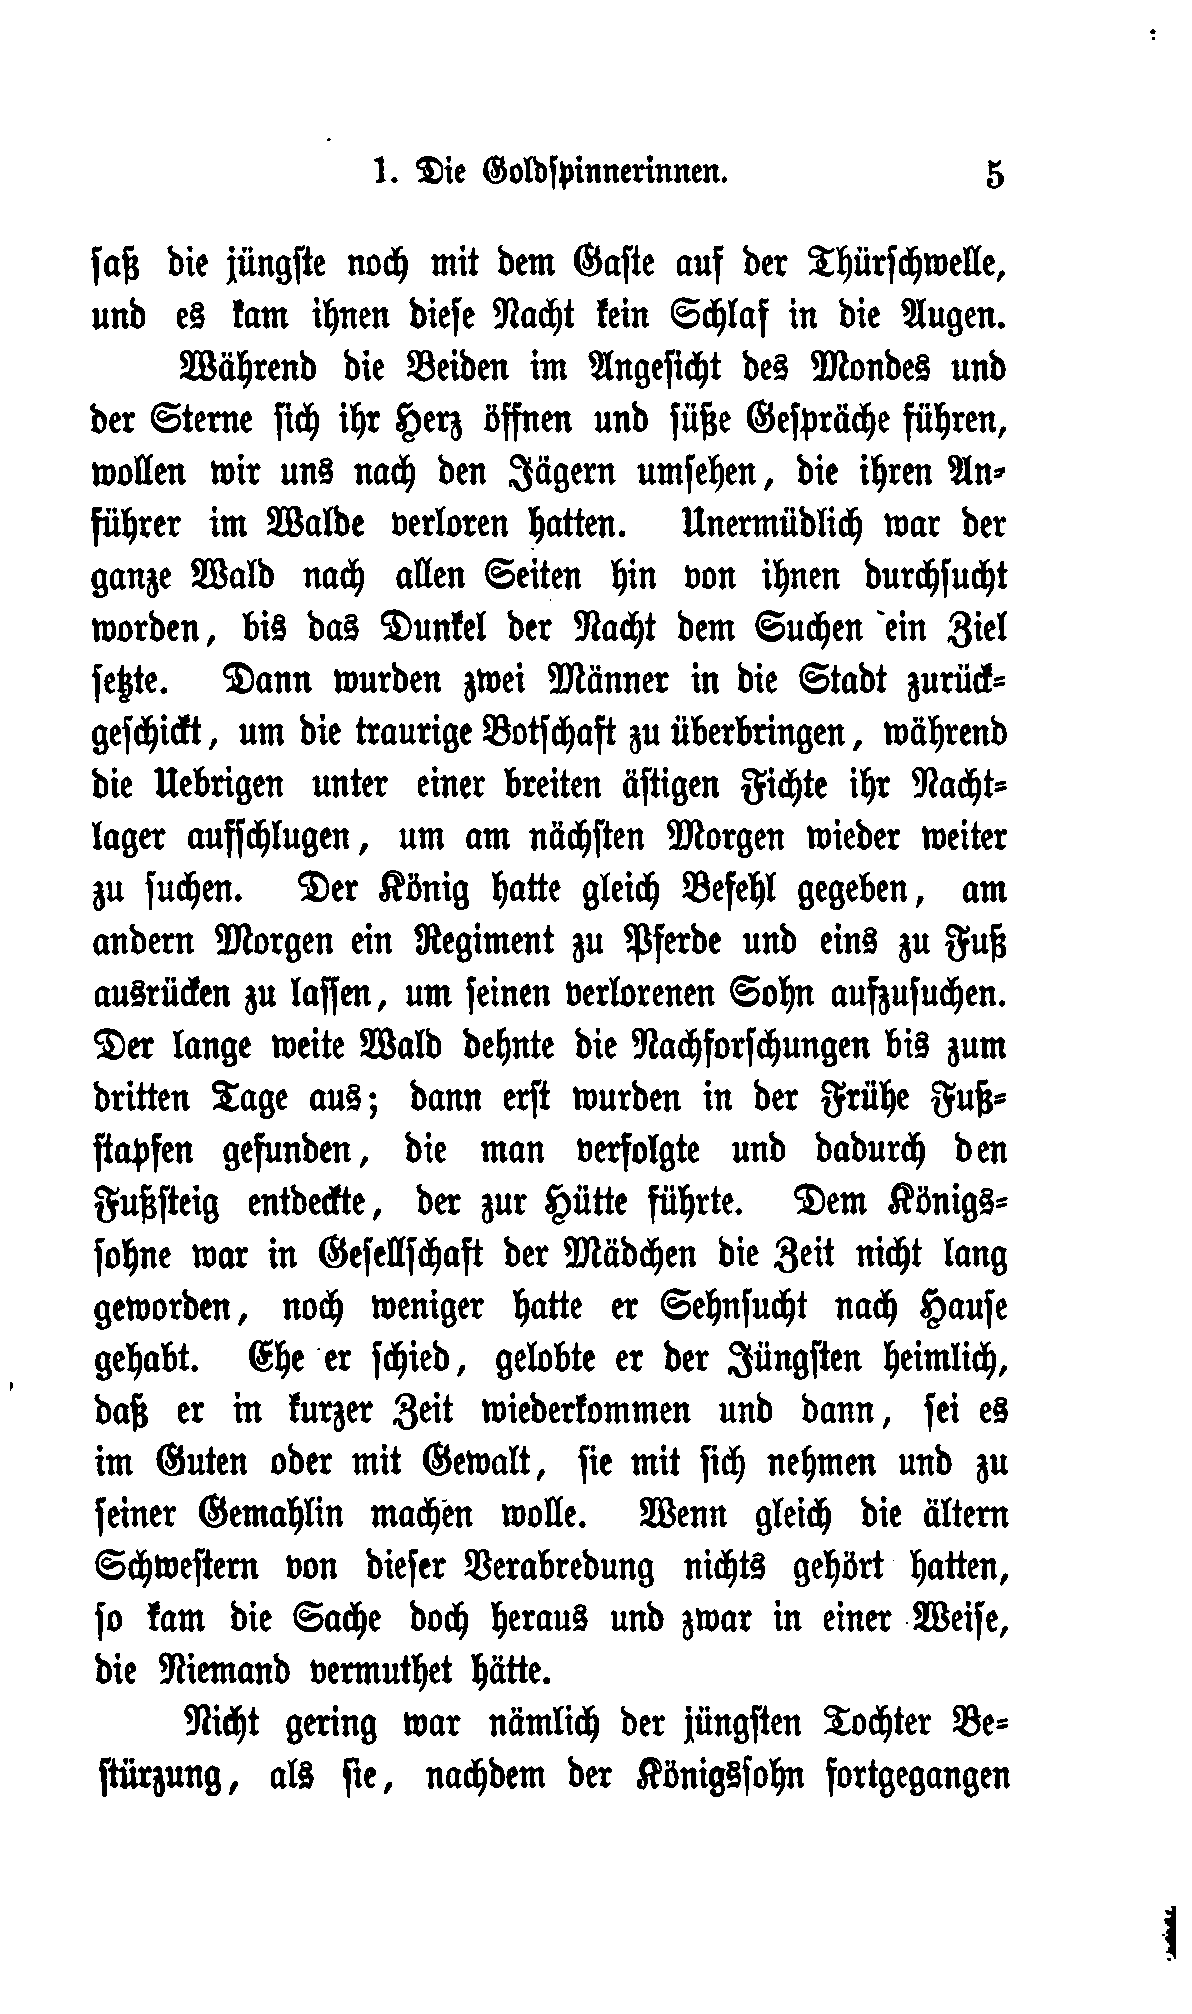 1. Die Goldspinnerinnen. 5
saß die jüngste noch mit dem Gaste auf der Thürschwelle,
und es kam ihnen diese Nacht kein Schlaf in die Augen.
Während die Beiden im Angesicht des Mondes und
der Sterne sich ihr Herz öffnen und süße Gespräche führen,
wollen wir uns nach den Jägern umsehen, die ihren An-
führer im Walde verloren hatten. Unermüdlich war der
ganze Wald nach allen Seiten hin von ihnen durchsucht
worden, bis das Dunkel der Nacht dem Suchen ein Ziel
setzte. Dann wurden zwei Männer in die Stadt zurück-
geschickt, um die traurige Botschaft zu überbringen, während
die Uebrigen unter einer breiten ästigen Fichte ihr Nacht-
lager aufschlugen, um am nächsten Morgen wieder weiter
zu suchen. Der König hatte gleich Befehl gegeben, am
andern Morgen ein Regiment zu Pferde und eins zu Fuß
ausrücken zu lassen, um seinen verlorenen Sohn aufzusuchen.
Der lange weite Wald dehnte die Nachforschungen bis zum
dritten Tage aus; dann erst wurden in der Frühe Fuß-
stapfen gefunden, die man verfolgte und dadurch den
Fußsteig entdeckte, der zur Hütte führte. Dem Königs-
sohne war in Gesellschaft der Mädchen die Zeit nicht lang
geworden, noch weniger hatte er Sehnsucht nach Hause
gehabt. Ehe er schied, gelobte er der Jüngsten heimlich,
daß er in kurzer Zeit wiederkommen und dann, sei es
im Guten oder mit Gewalt, sie mit sich nehmen und zu
seiner Gemahlin machen wolle. Wenn gleich die ältern
Schwestern von dieser Verabredung nichts gehört hatten,
so kam die Sache doch heraus und zwar in einer Weise,
die Niemand vermuthet hätte.
Nicht gering war nämlich der jüngsten Tochter Be-
stürzung, als sie, nachdem der Königssohn fortgegangen